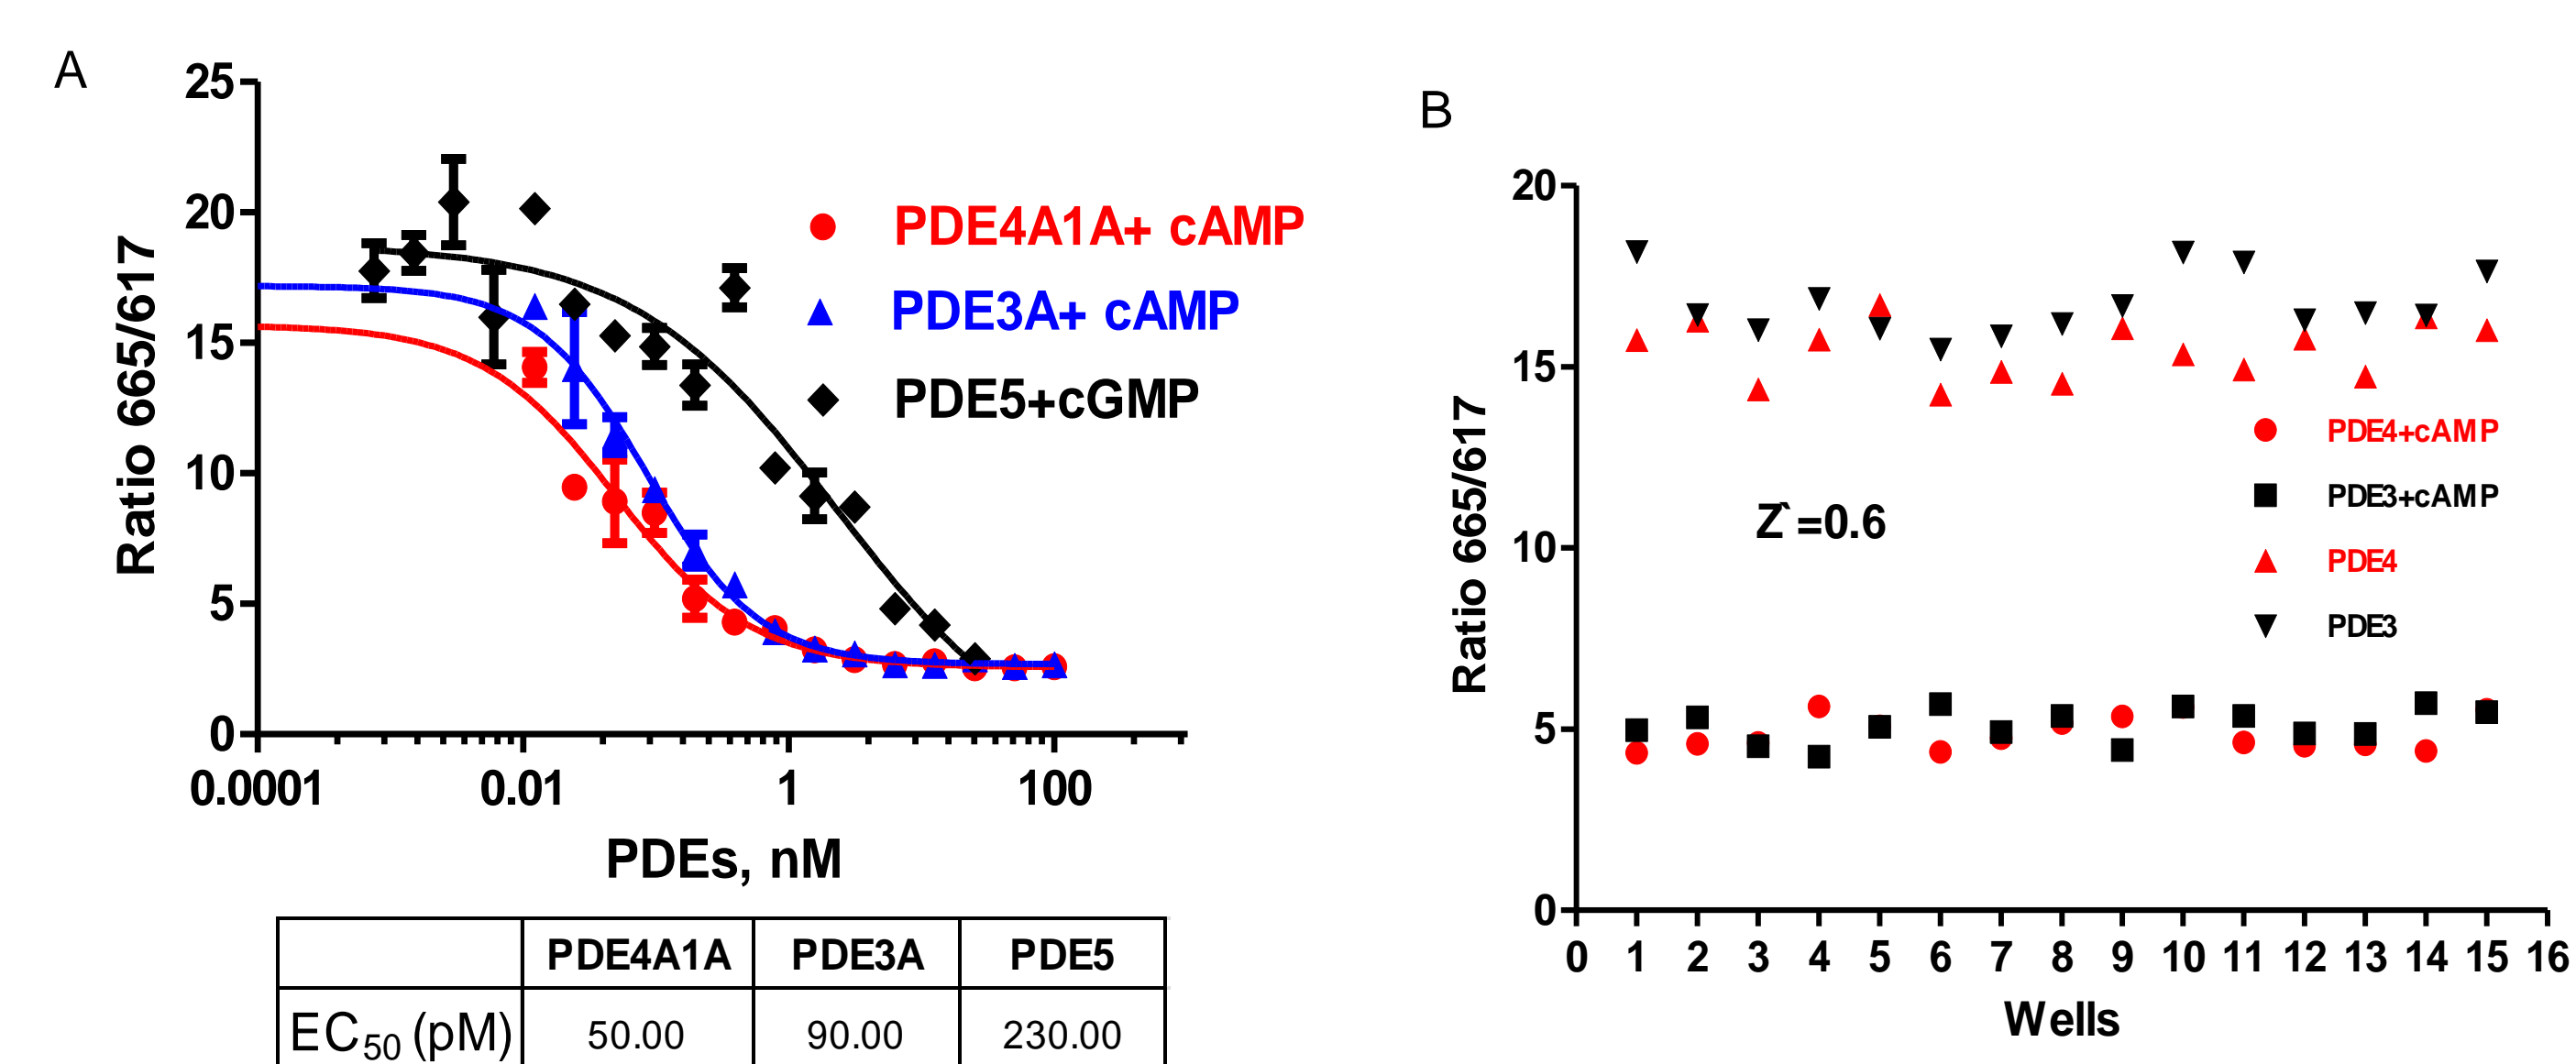 A
25
20
15
10
5
0
Ratio 665/617
0.0001 0.01 1 100
PDEs, nM
PDE4A1A+ cAMP
PDE3A+ cAMP
PDE5+cGMP
PDE4A1A PDE3A PDE5
EC50 (pM) 50.00 90.00 230.00
B
20
15
10
5
0
Ratio 665/617
Z`=0.6
PDE4+cAMP
PDE3+cAMP
PDE4
PDE3
0 1 2 3 4 5 6 7 8 9 10 11 12 13 14 15 16
Wells